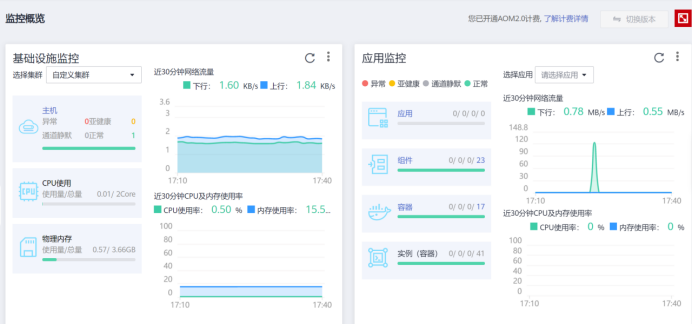 监控概览
您已开通AOM2.0计费, 了解计费详情
切换版本
基础设施监控
选择集群 自定义集群
主机
异常 0 亚健康 0
通道静默 0 正常 1
CPU使用
使用量/总量 0.01/ 2Core
物理内存
使用量/总量 0.57/ 3.66GB
近30分钟网络流量
下行: 1.60 KB/s 上行: 1.84 KB/s
3.6
3
2
1
0
17:10 17:40
近30分钟CPU及内存使用率
CPU使用率: 0.50 % 内存使用率: 15.5...
100
80
60
40
20
0
17:10 17:40
应用监控
异常 亚健康 通道静默 正常
应用 0/ 0/ 0/ 0
组件 0/ 0/ 0/ 23
容器 0/ 0/ 0/ 17
实例（容器） 0/ 0/ 0/ 41
选择应用 请选择应用
近30分钟网络流量
下行: 0.78 MB/s 上行: 0.55 MB/s
148.8
120
90
60
30
0
17:10 17:40
近30分钟CPU及内存使用率
CPU使用率: 0 % 内存使用率: 0 %
100
80
60
40
20
0
17:10 17:40